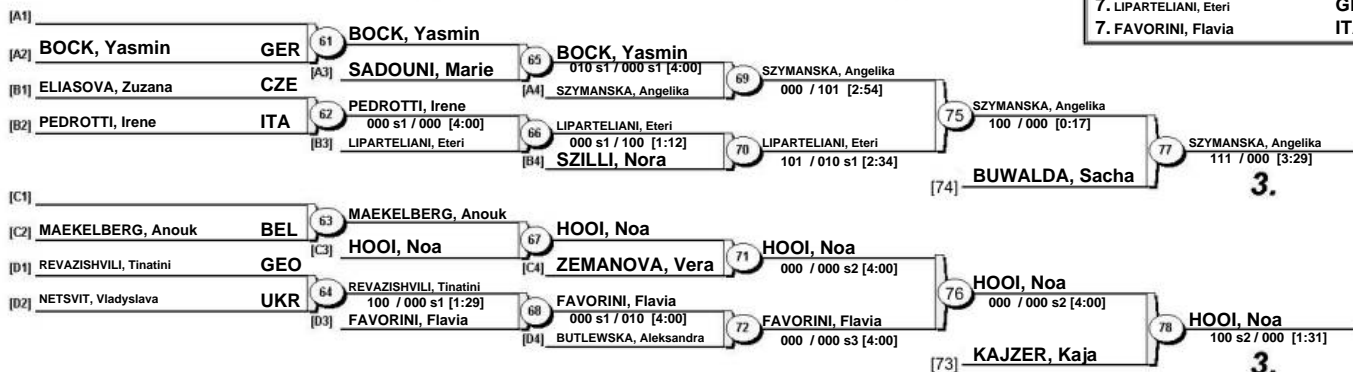 7. LIPARTELIANI, Eteri
7. FAVORINI, Flavia
[A1]
[A2] BOCK, Yasmin GER
61
BOCK, Yasmin
[A3] SADOUNI, Marie
65
BOCK, Yasmin
010 s1 / 000 s1 [4:00]
[A4] SZYMANSKA, Angelika
69
SZYMANSKA, Angelika
000 / 101 [2:54]
[B1] ELIASOVA, Zuzana CZE
[B2] PEDROTTI, Irene ITA
62
PEDROTTI, Irene
000 s1 / 000 [4:00]
[B3] LIPARTELIANI, Eteri
66
LIPARTELIANI, Eteri
000 s1 / 100 [1:12]
[B4] SZILLI, Nora
70
LIPARTELIANI, Eteri
101 / 010 s1 [2:34]
75
SZYMANSKA, Angelika
100 / 000 [0:17]
[74] BUWALDA, Sacha
77
SZYMANSKA, Angelika
111 / 000 [3:29]
3.
[C1]
[C2] MAEKELBERG, Anouk BEL
63
MAEKELBERG, Anouk
[C3] HOOI, Noa
67
HOOI, Noa
[C4] ZEMANOVA, Vera
71
HOOI, Noa
000 / 000 s2 [4:00]
[D1] REVAZISHVILI, Tinatini GEO
[D2] NETSVIT, Vladyslava UKR
64
REVAZISHVILI, Tinatini
100 / 000 s1 [1:29]
[D3] FAVORINI, Flavia
68
FAVORINI, Flavia
000 s1 / 010 [4:00]
[D4] BUTLEWSKA, Aleksandra
72
FAVORINI, Flavia
000 / 000 s3 [4:00]
76
HOOI, Noa
000 / 000 s2 [4:00]
[73] KAJZER, Kaja
78
HOOI, Noa
100 s2 / 000 [1:31]
3.